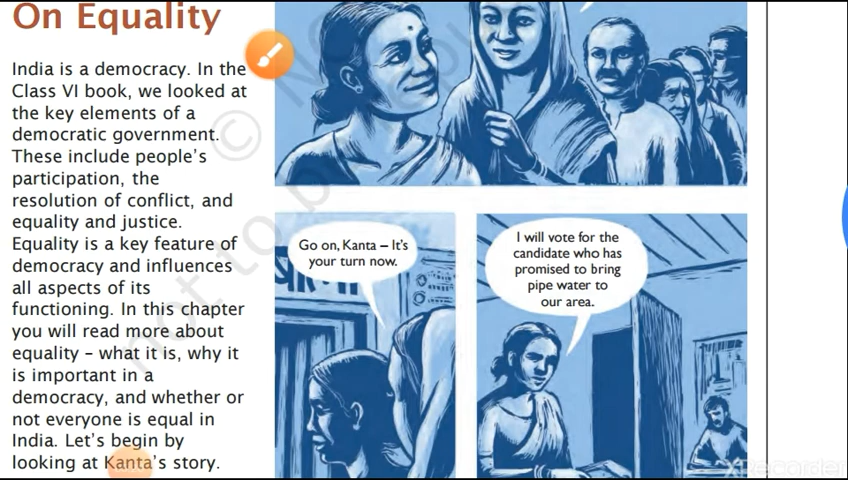 On Equality
India is a democracy. In the
Class VI book, we looked at
the key elements of a
democratic government.
These include people's
participation, the
resolution of conflict, and
equality and justice.
Equality is a key feature of
democracy and influences
all aspects of its
functioning. In this chapter
you will read more about
equality – what it is, why it
is important in a
democracy, and whether or
not everyone is equal in
India. Let's begin by
looking at Kanta's story.
Go on, Kanta – It's
your turn now.
I will vote for the
candidate who has
promised to bring
pipe water to
our area.
not to be
XRecorder